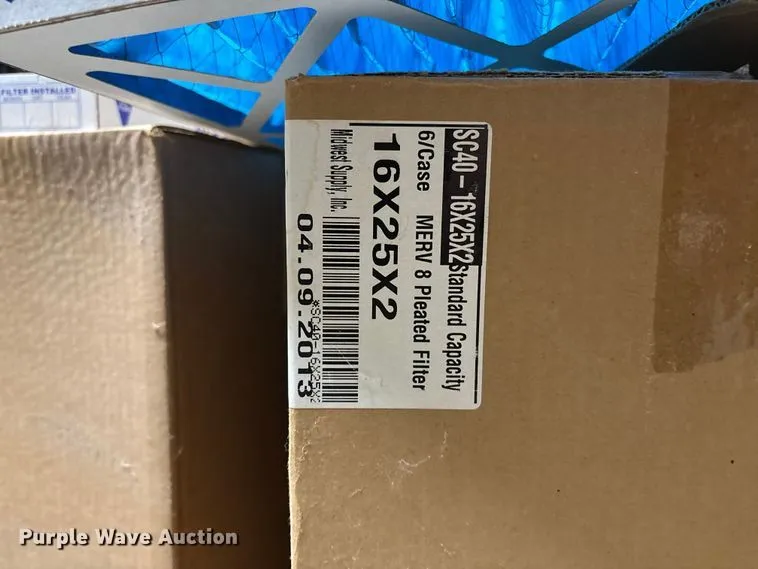 FILTER INSTALLED
SC40-16X25X2 Standard Capacity
6/Case MERV 8 Pleated Filter
16X25X2
Midwest Supply, Inc.
*SC40-16X25X2
04.09.2013
Purple Wave Auction